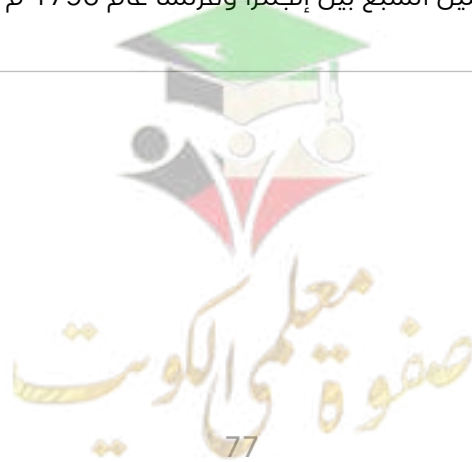 السبع بين إنجلترا وفرنسا عام 1756 م
صفوة معلمي الكويت
77